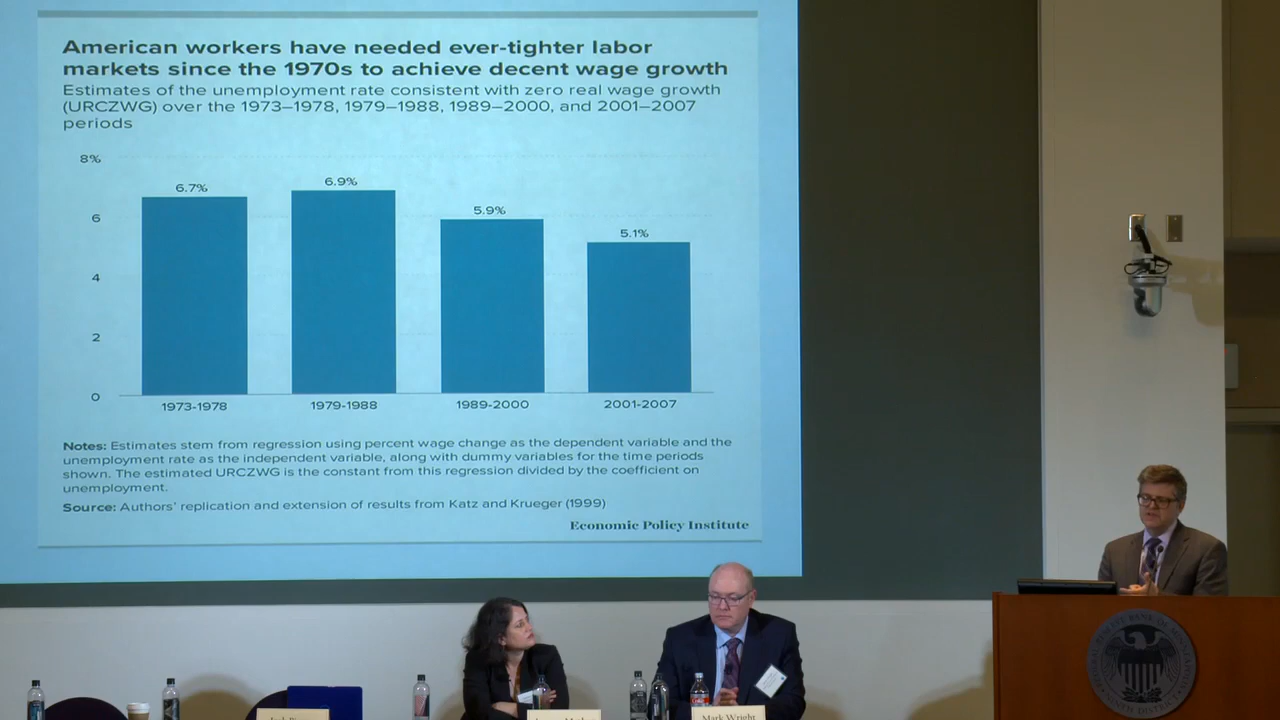 American workers have needed ever-tighter labor
markets since the 1970s to achieve decent wage growth
Estimates of the unemployment rate consistent with zero real wage growth
(URCZWG) over the 1973–1978, 1979–1988, 1989–2000, and 2001–2007
periods
8%
6
4
2
0
6.7%
6.9%
5.9%
5.1%
1973-1978
1979-1988
1989-2000
2001-2007
Notes: Estimates stem from regression using percent wage change as the dependent variable and the
unemployment rate as the independent variable, along with dummy variables for the time periods
shown. The estimated URCZWG is the constant from this regression divided by the coefficient on
unemployment.
Source: Authors' replication and extension of results from Katz and Krueger (1999)
Economic Policy Institute
Mark Wright